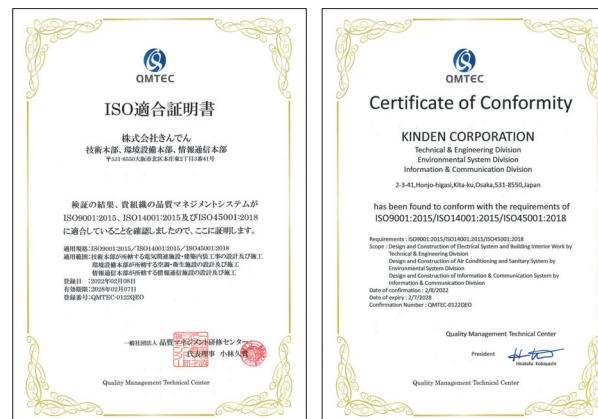 QMTEC
ISO適合証明書
株式会社きんでん
技術本部、環境設備本部、情報通信本部
〒531-8550大阪市北区本庄東2丁目3番41号
検証の結果、貴組織の品質マネジメントシステムが
ISO9001:2015、ISO14001:2015及びISO45001:2018
に適合していることを確認しましたので、ここに証明します。
適用規格:ISO9001:2015／ISO14001:2015／ISO45001:2018
適用範囲:技術本部が所轄する電気関連施設・建築内装工事の設計及び施工
環境設備本部が所轄する空調・衛生施設の設計及び施工
情報通信本部が所轄する情報通信施設の設計及び施工
登録日 :2022年02月08日
有効期限:2028年02月07日
登録番号:QMTEC-0122QEO
一般社団法人 品質マネジメント研修センター
代表理事 小林久貴
Quality Management Technical Center
QMTEC
Certificate of Conformity
KINDEN CORPORATION
Technical & Engineering Division
Environmental System Division
Information & Communication Division
2-3-41,Honjo-higasi,Kita-ku,Osaka,531-8550,Japan
has been found to conform with the requirements of
ISO9001:2015/ISO14001:2015/ISO45001:2018
Requirements : ISO9001:2015/ISO14001:2015/ISO45001:2018
Scope : Design and Construction of Electrical System and Building Interior Work by
Technical & Engineering Division
Design and Construction of Air Conditioning and Sanitary System by
Environmental System Division
Design and Construction of Information & Communication System by
Information & Communication Division
Date of confirmation : 2/8/2022
Date of expiry : 2/7/2028
Confirmation Number : QMTEC-0122QEO
Quality Management Technical Center
President
Hisataka Kobayashi
Quality Management Technical Center